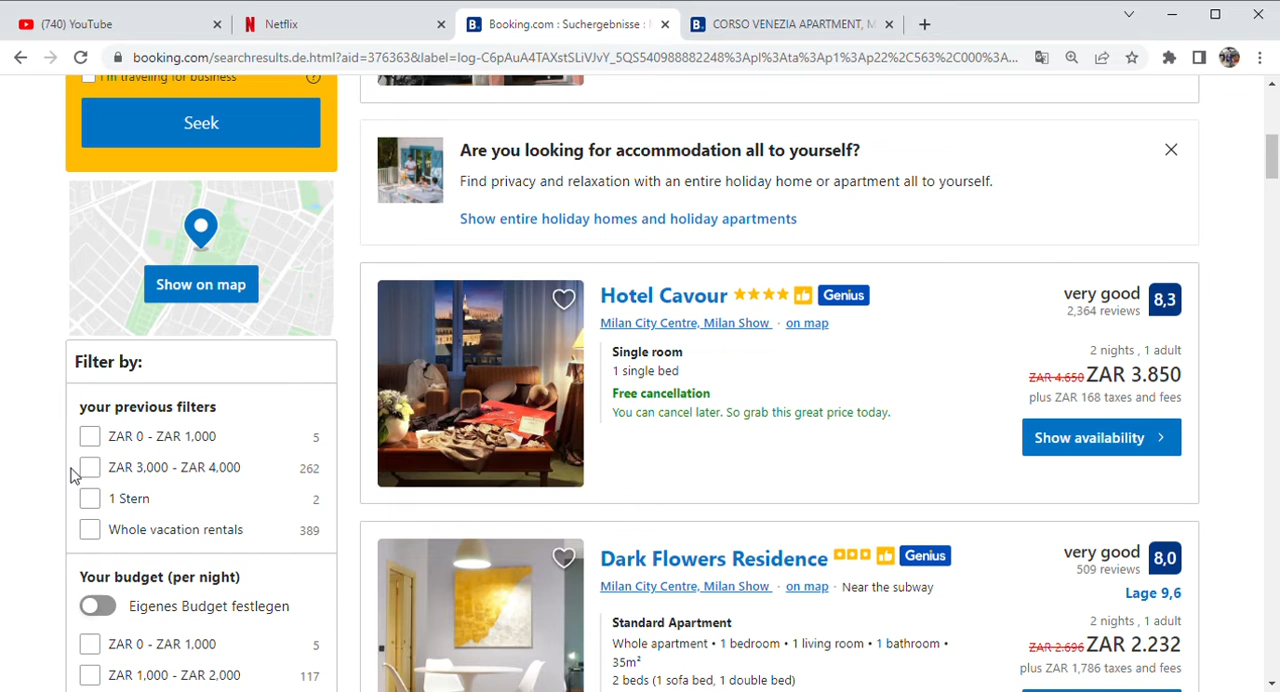 (740) YouTube
Netflix
Booking.com : Suchergebnisse :
CORSO VENEZIA APARTMENT, M
booking.com/searchresults.de.html?aid=376363&label=log-C6pAuA4TAXstSLiVJvY_5QS540988882248%3Apl%3Ata%3Ap1%3Ap22%2C563%2C000%3A...
I'm traveling for business
Seek
Show on map
Filter by:
your previous filters
ZAR 0 - ZAR 1,000 5
ZAR 3,000 - ZAR 4,000 262
1 Stern 2
Whole vacation rentals 389
Your budget (per night)
Eigenes Budget festlegen
ZAR 0 - ZAR 1,000 5
ZAR 1,000 - ZAR 2,000 117
Are you looking for accommodation all to yourself?
Find privacy and relaxation with an entire holiday home or apartment all to yourself.
Show entire holiday homes and holiday apartments
Hotel Cavour Genius
Milan City Centre, Milan Show · on map
Single room
1 single bed
Free cancellation
You can cancel later. So grab this great price today.
very good 8,3
2,364 reviews
2 nights , 1 adult
ZAR 4.650 ZAR 3.850
plus ZAR 168 taxes and fees
Show availability
Dark Flowers Residence Genius
Milan City Centre, Milan Show · on map · Near the subway
Standard Apartment
Whole apartment • 1 bedroom • 1 living room • 1 bathroom •
35m²
2 beds (1 sofa bed, 1 double bed)
very good 8,0
509 reviews
Lage 9,6
2 nights , 1 adult
ZAR 2.696 ZAR 2.232
plus ZAR 1,786 taxes and fees